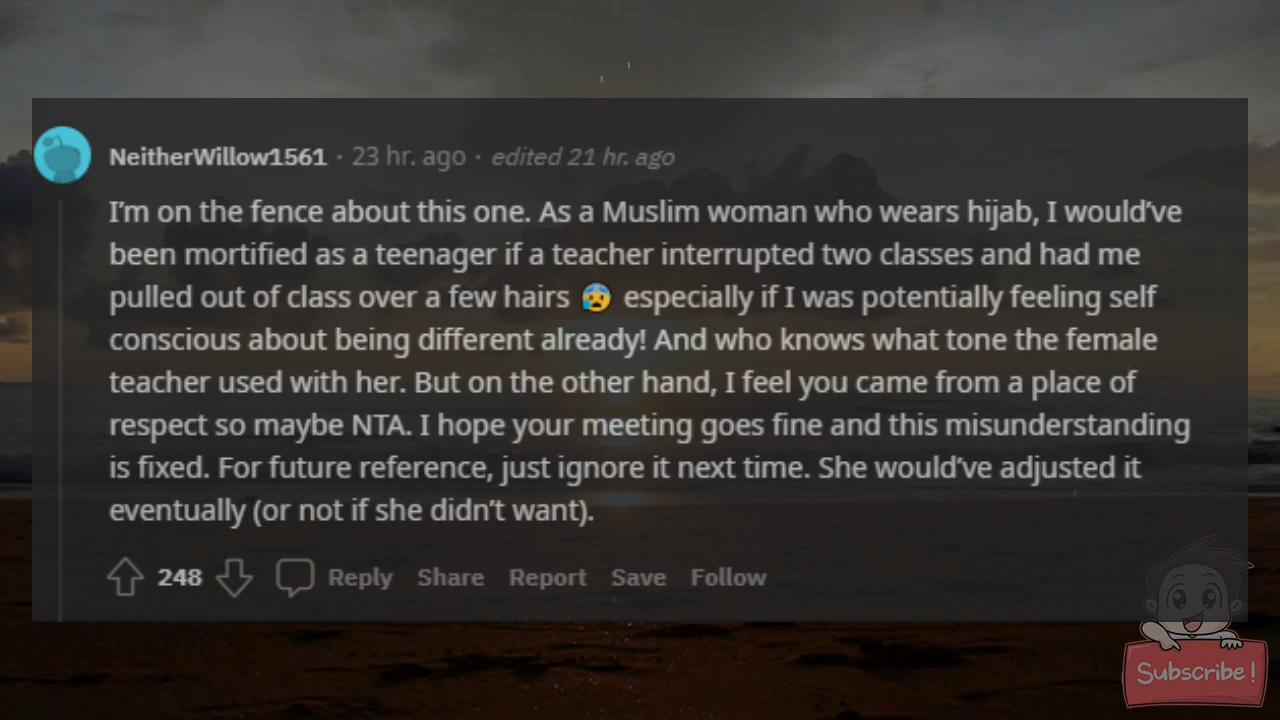 NeitherWillow1561 · 23 hr. ago · edited 21 hr. ago
I’m on the fence about this one. As a Muslim woman who wears hijab, I would’ve
been mortified as a teenager if a teacher interrupted two classes and had me
pulled out of class over a few hairs 😰 especially if I was potentially feeling self
conscious about being different already! And who knows what tone the female
teacher used with her. But on the other hand, I feel you came from a place of
respect so maybe NTA. I hope your meeting goes fine and this misunderstanding
is fixed. For future reference, just ignore it next time. She would’ve adjusted it
eventually (or not if she didn’t want).
248 Reply Share Report Save Follow
Subscribe!